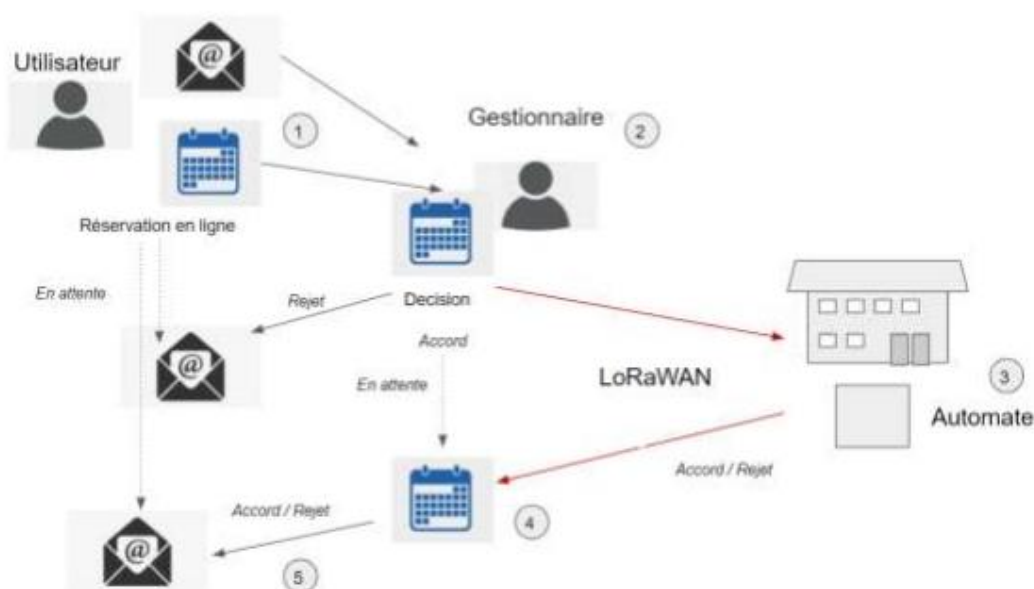 Utilisateur
@
1
Gestionnaire
2
Réservation en ligne
En attente
Rejet
Decision
Accord
@
En attente
LoRaWAN
3
Automate
Accord / Rejet
Accord / Rejet
4
@
5